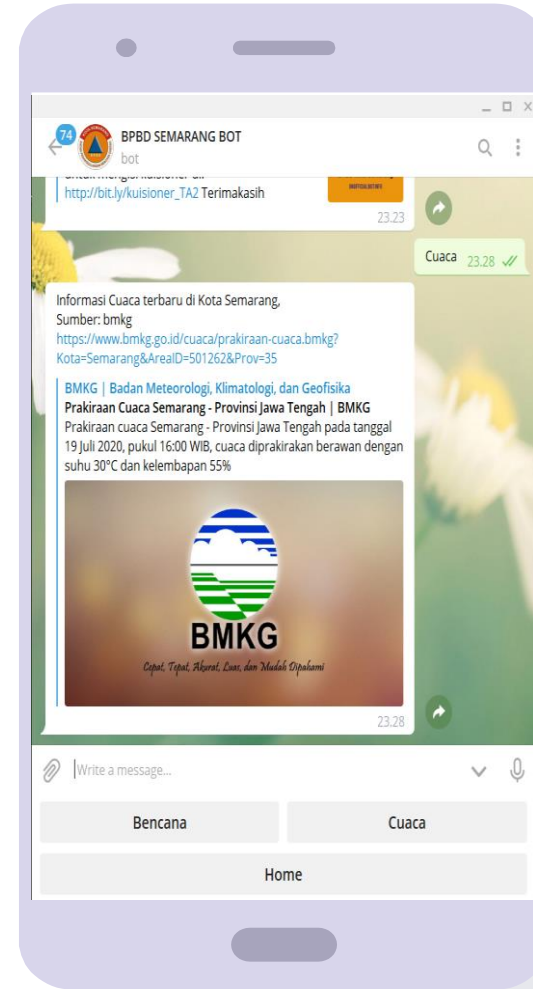 74
BPBD SEMARANG BOT
bot
http://bit.ly/kuisioner_TA2 Terimakasih
23.23
Cuaca 23.28
Informasi Cuaca terbaru di Kota Semarang,
Sumber: bmkg
https://www.bmkg.go.id/cuaca/prakiraan-cuaca.bmkg?
Kota=Semarang&AreaID=501262&Prov=35
BMKG | Badan Meteorologi, Klimatologi, dan Geofisika
Prakiraan Cuaca Semarang - Provinsi Jawa Tengah | BMKG
Prakiraan cuaca Semarang - Provinsi Jawa Tengah pada tanggal
19 Juli 2020, pukul 16:00 WIB, cuaca diprakirakan berawan dengan
suhu 30°C dan kelembapan 55%
BMKG
Cepat, Tepat, Akurat, Luas, dan Mudah Dipahami
23.28
Write a message...
Bencana
Cuaca
Home